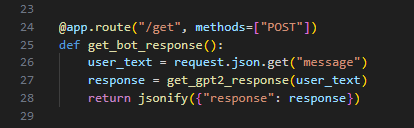 23
24 @app.route("/get", methods=["POST"])
25 def get_bot_response():
26     user_text = request.json.get("message")
27     response = get_gpt2_response(user_text)
28     return jsonify({"response": response})
29